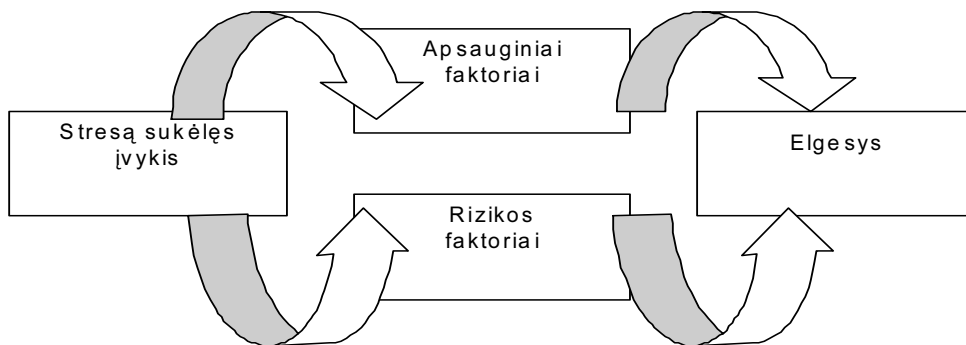 Apsauginiai
faktoriai
Stresą sukėlęs
įvykis
Elgesys
Rizikos
faktoriai